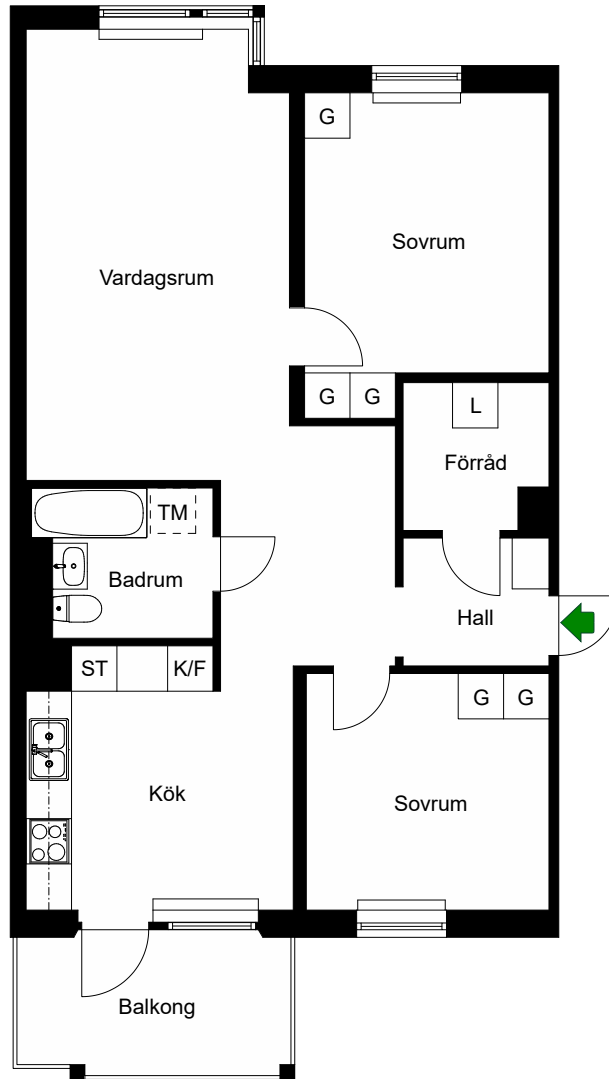 G
Sovrum
Vardagsrum
G G
L
Förråd
TM
Badrum
Hall
ST K/F
G G
Kök
Sovrum
Balkong